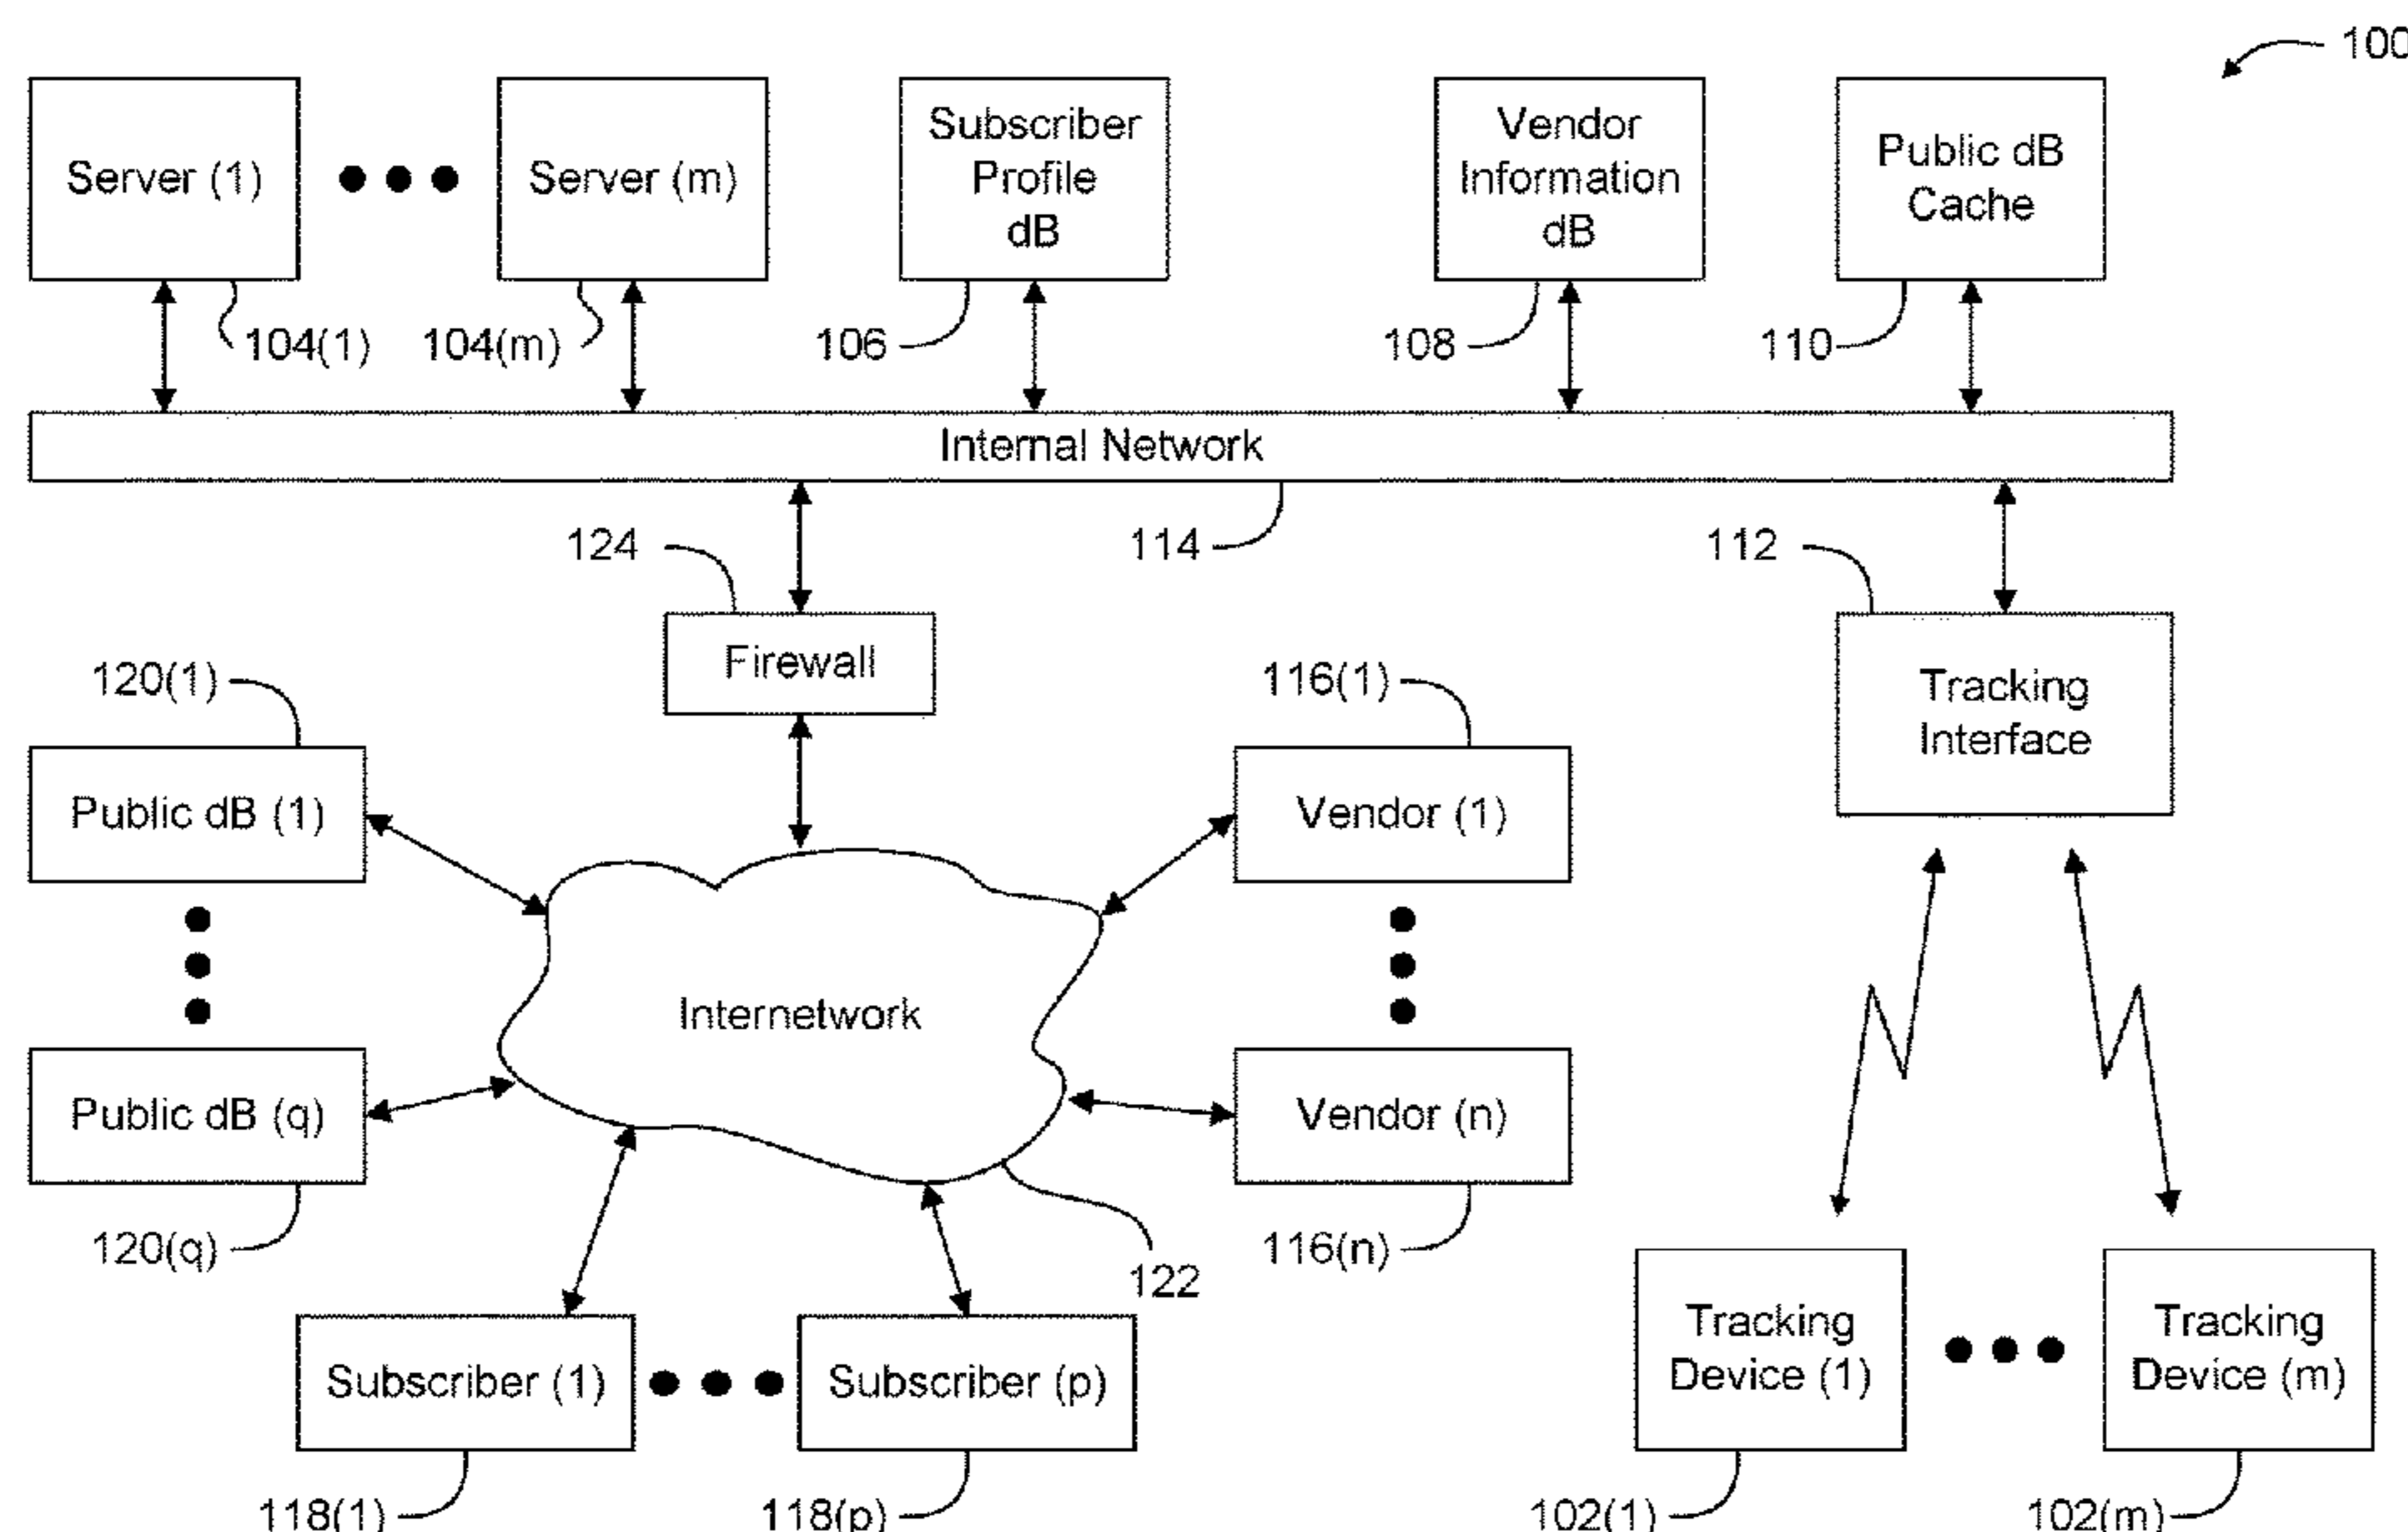 100
Server (1)
Server (m)
Subscriber
Profile
dB
Vendor
Information
dB
Public dB
Cache
104(1)
104(m)
106
108
110
Internal Network
124
114
112
Firewall
Tracking
Interface
120(1)
116(1)
Public dB (1)
Vendor (1)
Internetwork
Public dB (q)
Vendor (n)
120(q)
116(n)
122
Subscriber (1)
Subscriber (p)
Tracking
Device (1)
Tracking
Device (m)
118(1)
118(p)
102(1)
102(m)